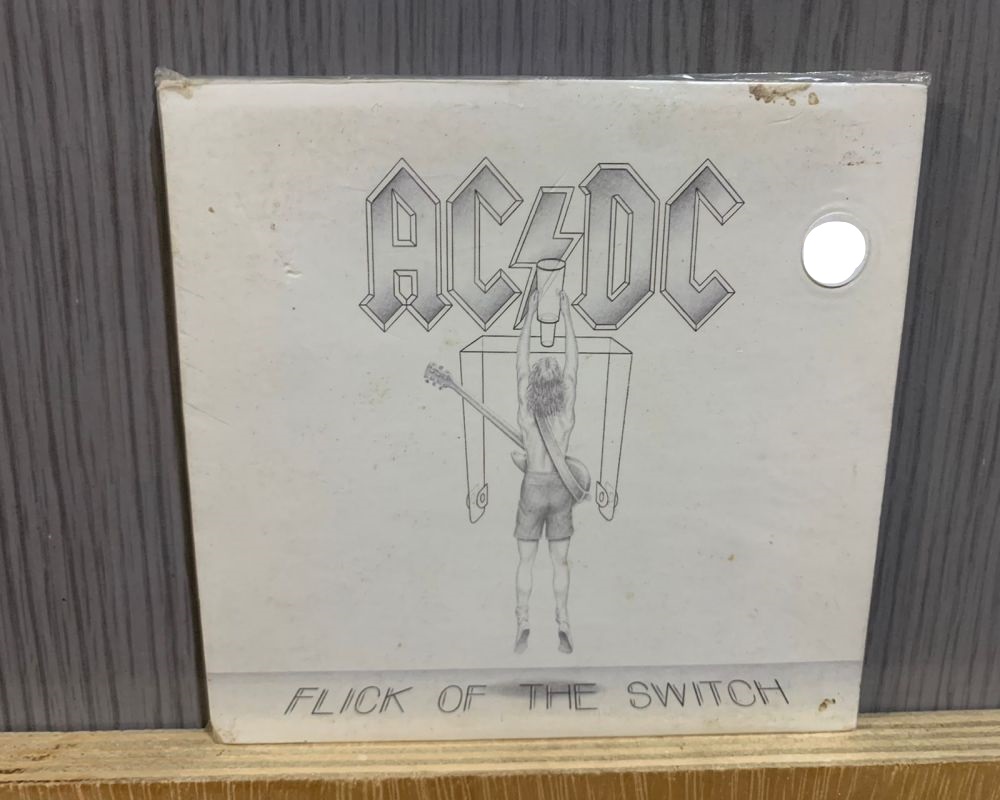 AC⚡DC
FLICK OF THE SWITCH